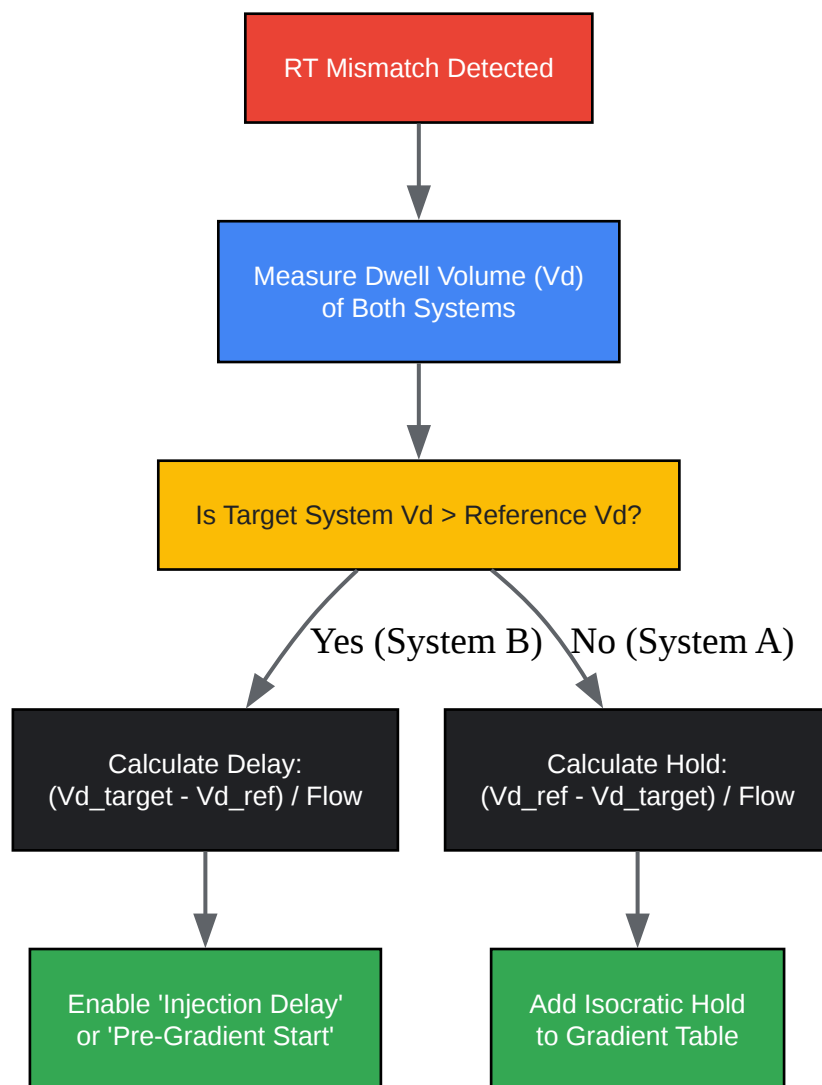 RT Mismatch Detected
Measure Dwell Volume (Vd)
of Both Systems
Is Target System Vd > Reference Vd?
Yes (System B)
No (System A)
Calculate Delay:
(Vd_target - Vd_ref) / Flow
Calculate Hold:
(Vd_ref - Vd_target) / Flow
Enable 'Injection Delay'
or 'Pre-Gradient Start'
Add Isocratic Hold
to Gradient Table